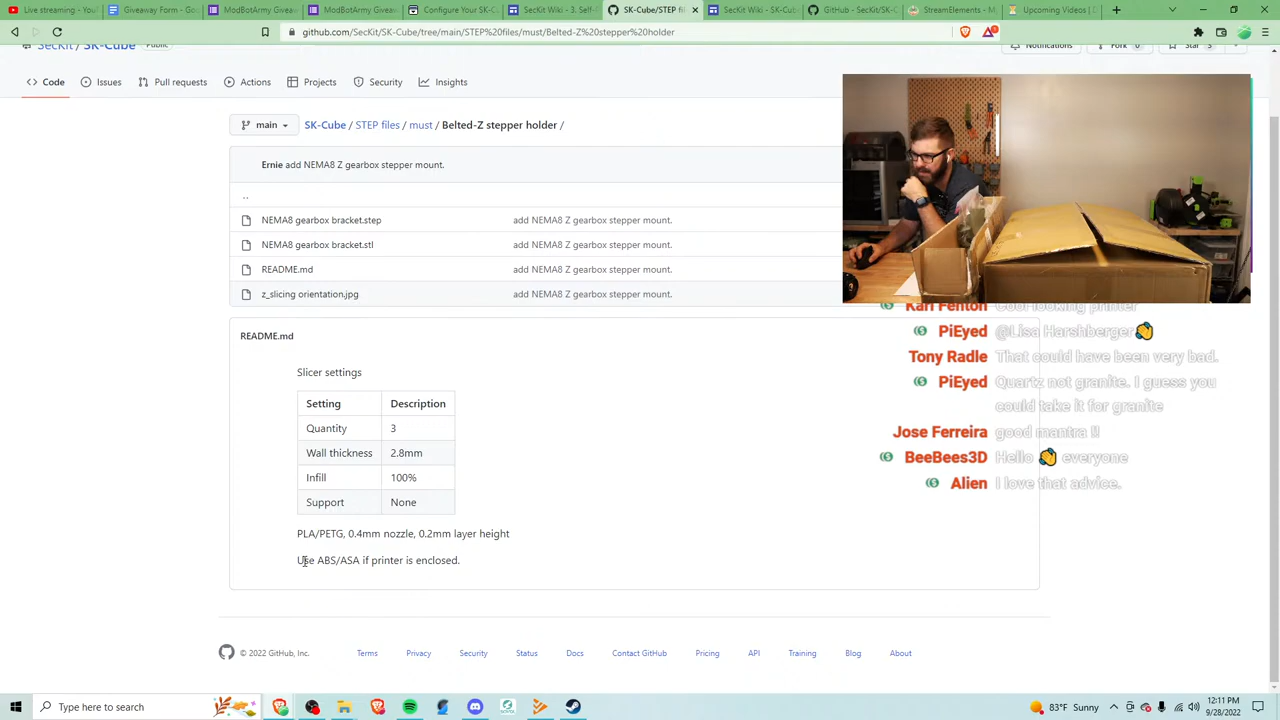 Live streaming - You
Giveaway Form - Goo
ModBotArmy Giveaw
ModBotArmy Giveaw
Configure Your SK-C
SecKit Wiki - 3. Self
SK-Cube/STEP fil
SecKit Wiki - SK-Cub
GitHub - SecKit/SK-
StreamElements - M
Upcoming Videos
github.com/SecKit/SK-Cube/tree/main/STEP%20files/must/Belted-Z%20stepper%20holder
SecKit / SK-Cube Public
Notifications Fork 0 Star 3
Code Issues Pull requests Actions Projects Security Insights
main SK-Cube / STEP files / must / Belted-Z stepper holder /
Ernie add NEMA8 Z gearbox stepper mount.
..
NEMA8 gearbox bracket.step add NEMA8 Z gearbox stepper mount.
NEMA8 gearbox bracket.stl add NEMA8 Z gearbox stepper mount.
README.md add NEMA8 Z gearbox stepper mount.
z_slicing orientation.jpg add NEMA8 Z gearbox stepper mount.
Karl Fenton Cool looking printer
README.md
PiEyed @Lisa Harshberger
Tony Radle That could have been very bad.
Slicer settings
PiEyed Quartz not granite. I guess you
could take it for granite
Setting Description
Quantity 3
Jose Ferreira good mantra !!
Wall thickness 2.8mm
BeeBees3D Hello everyone
Infill 100%
Alien I love that advice.
Support None
PLA/PETG, 0.4mm nozzle, 0.2mm layer height
Use ABS/ASA if printer is enclosed.
© 2022 GitHub, Inc. Terms Privacy Security Status Docs Contact GitHub Pricing API Training Blog About
Type here to search
83°F Sunny
12:11 PM
9/28/2022